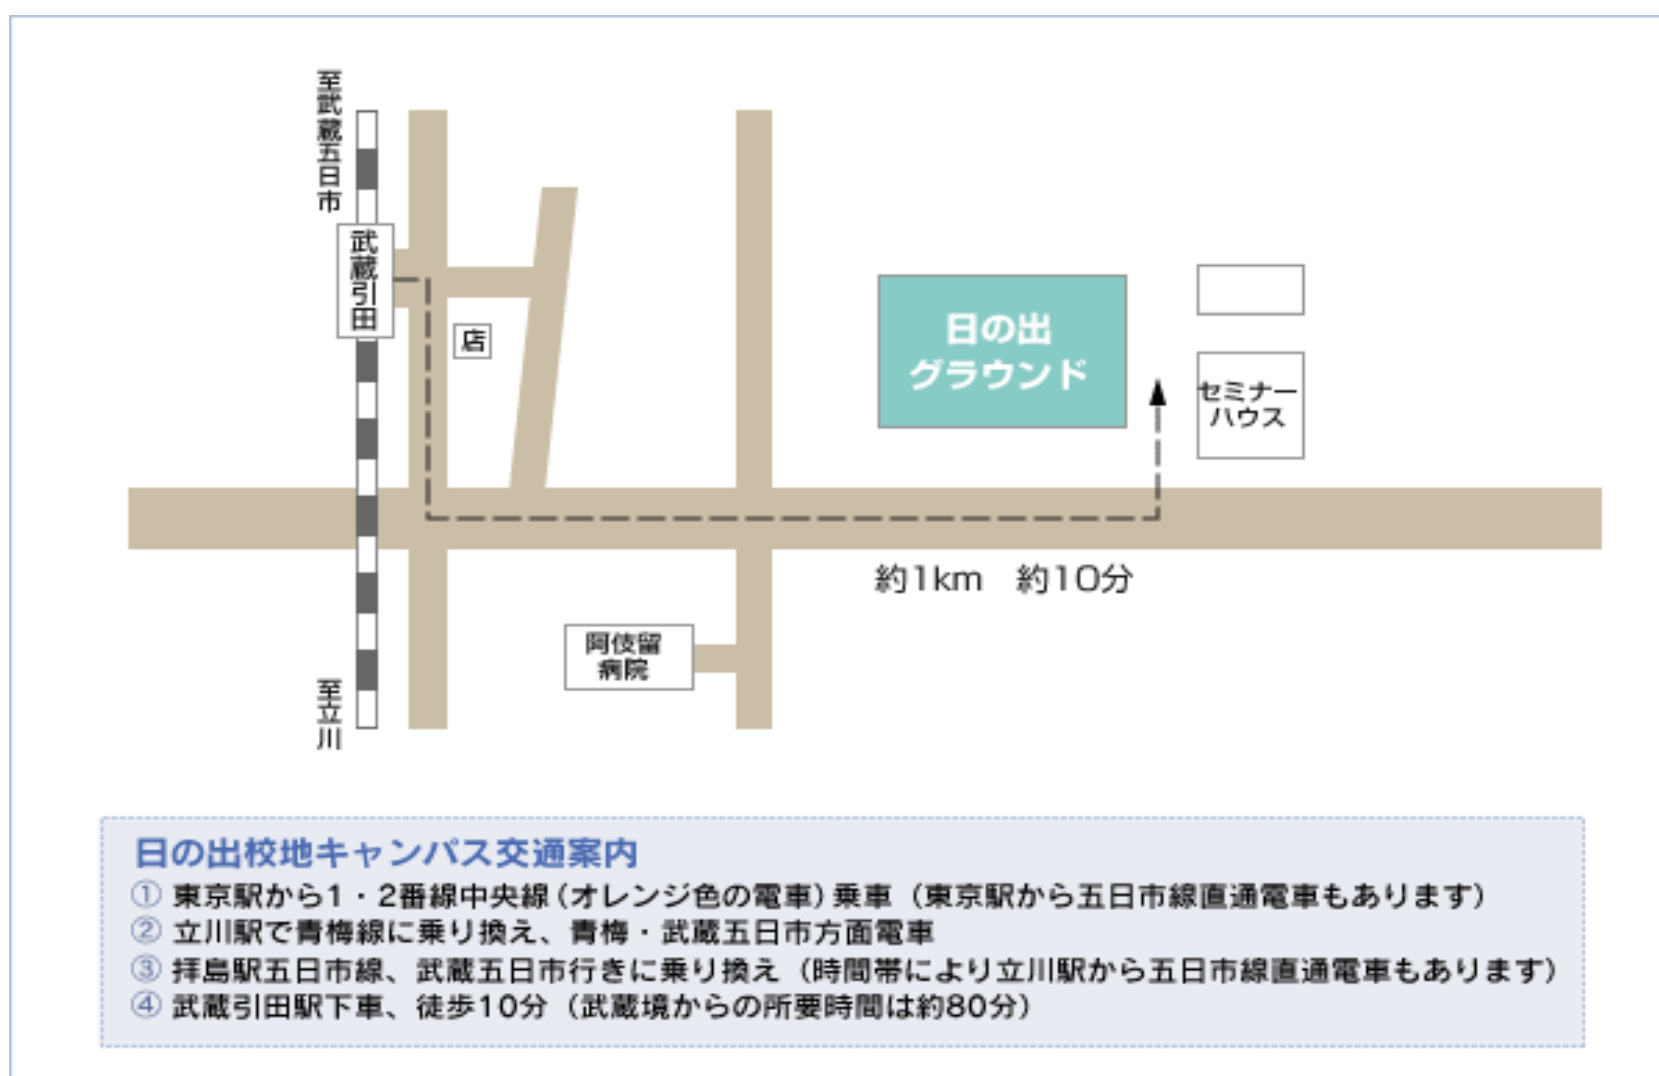 至武蔵五日市
武蔵引田
店
日の出
グラウンド
セミナー
ハウス
約1km　約10分
阿伎留
病院
至立川
日の出校地キャンパス交通案内
① 東京駅から1・2番線中央線（オレンジ色の電車）乗車（東京駅から五日市線直通電車もあります）
② 立川駅で青梅線に乗り換え、青梅・武蔵五日市方面電車
③ 拝島駅五日市線、武蔵五日市行きに乗り換え（時間帯により立川駅から五日市線直通電車もあります）
④ 武蔵引田駅下車、徒歩10分（武蔵境からの所要時間は約80分）